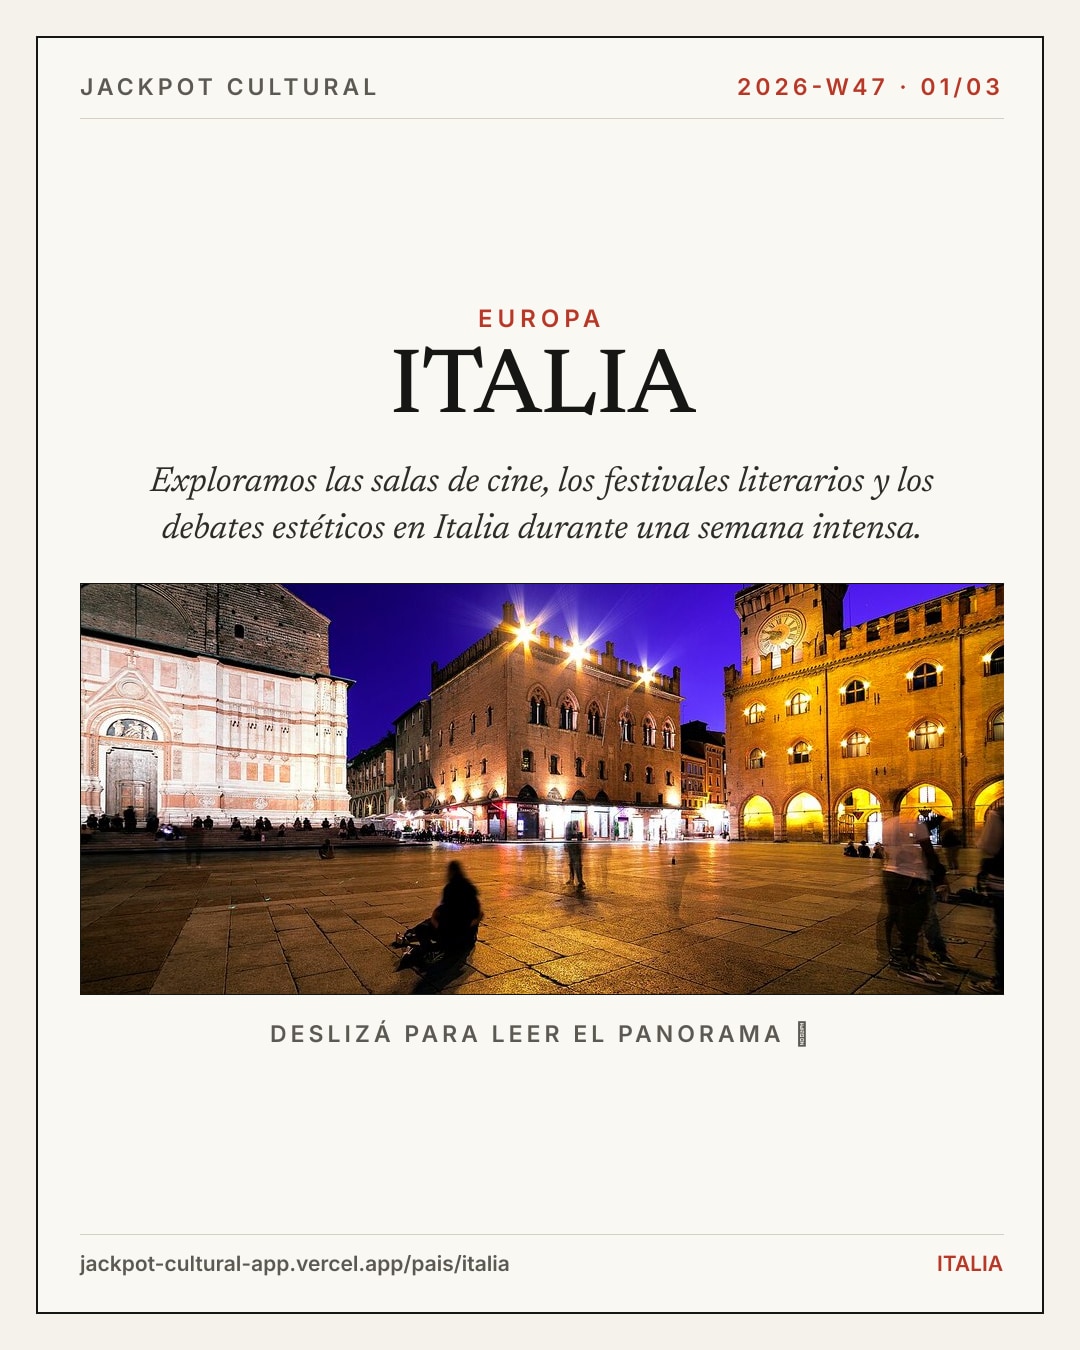 JACKPOT CULTURAL
2026-W47 · 01/03
EUROPA
ITALIA
Exploramos las salas de cine, los festivales literarios y los
debates estéticos en Italia durante una semana intensa.
DESLIZÁ PARA LEER EL PANORAMA
jackpot-cultural-app.vercel.app/pais/italia
ITALIA